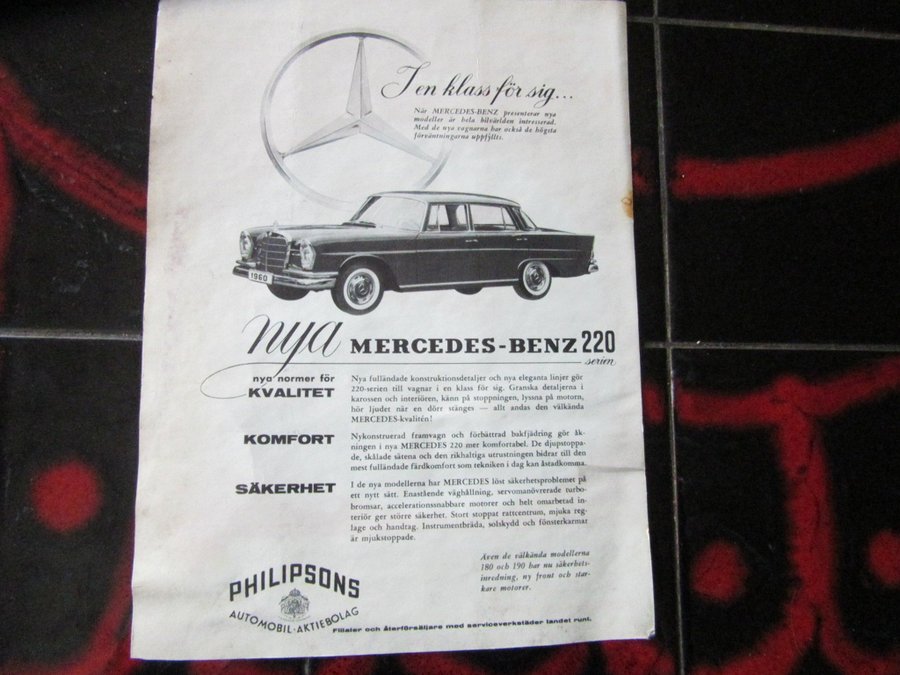 I en klass för sig...
När MERCEDES-BENZ presenterar nya
modeller är hela bilvärlden intresserad.
Med de nya vagnarna har också de högsta
förväntningarna uppfyllts.
1960
nya MERCEDES-BENZ 220
serien
nya normer för
KVALITET
Nya fulländade konstruktionsdetaljer och nya eleganta linjer gör
220-serien till vagnar i en klass för sig. Granska detaljerna i
karossen och interiören, känn på stoppningen, lyssna på motorn,
hör ljudet när en dörr stänges — allt andas den välkända
MERCEDES-kvalitén!
KOMFORT
Nykonstruerad framvagn och förbättrad bakfjädring gör åk-
ningen i nya MERCEDES 220 mer komfortabel. De djupstoppa-
de, skålade sätena och den rikhaltiga utrustningen bidrar till den
mest fulländade färdkomfort som tekniken i dag kan åstadkomma.
SÄKERHET
I de nya modellerna har MERCEDES löst säkerhetsproblemet på
ett nytt sätt. Enastående väghållning, servomanövrerade turbo-
bromsar, accelerationssnabbare motorer och helt omarbetad in-
teriör ger större säkerhet. Stort stoppat rattcentrum, mjuka reg-
lage och handtag. Instrumentbräda, solskydd och fönsterkarmar
är mjukstoppade.
Även de välkända modellerna
180 och 190 har nu säkerhets-
inredning, ny front och star-
kare motorer.
PHILIPSONS
AUTOMOBIL-AKTIEBOLAG
Filialer och återförsäljare med serviceverkstäder landet runt.